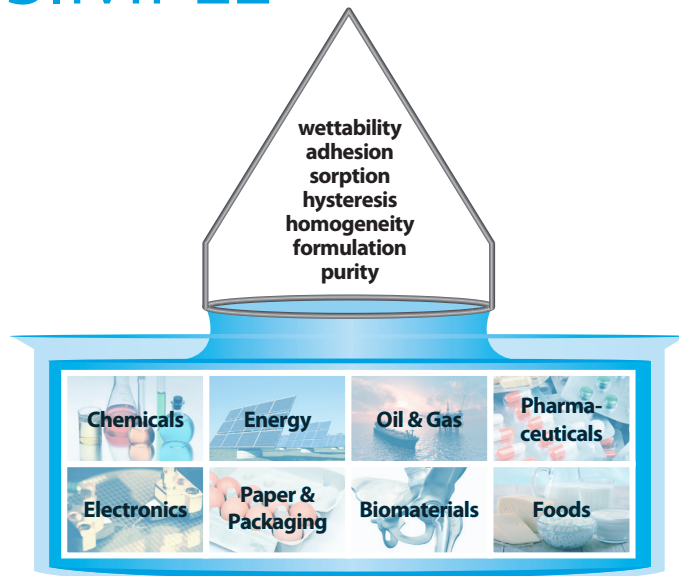 wettability
adhesion
sorption
hysteresis
homogeneity
formulation
purity
Chemicals
Energy
Oil & Gas
Pharma-
ceuticals
Electronics
Paper &
Packaging
Biomaterials
Foods